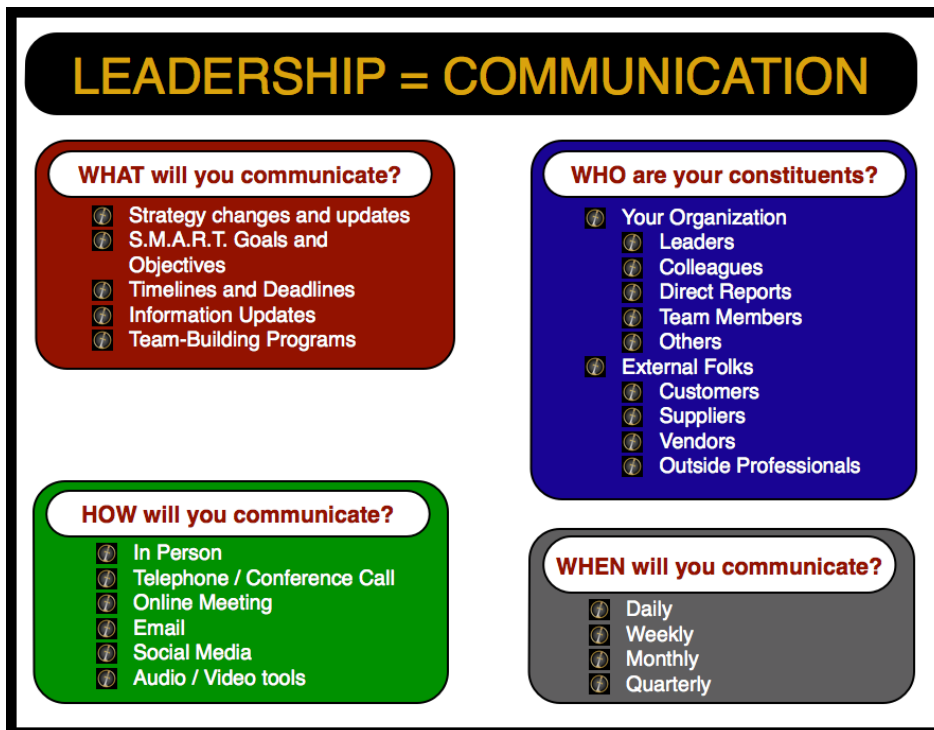 LEADERSHIP = COMMUNICATION
WHAT will you communicate?
Strategy changes and updates
S.M.A.R.T. Goals and
Objectives
Timelines and Deadlines
Information Updates
Team-Building Programs
WHO are your constituents?
Your Organization
Leaders
Colleagues
Direct Reports
Team Members
Others
External Folks
Customers
Suppliers
Vendors
Outside Professionals
HOW will you communicate?
In Person
Telephone / Conference Call
Online Meeting
Email
Social Media
Audio / Video tools
WHEN will you communicate?
Daily
Weekly
Monthly
Quarterly